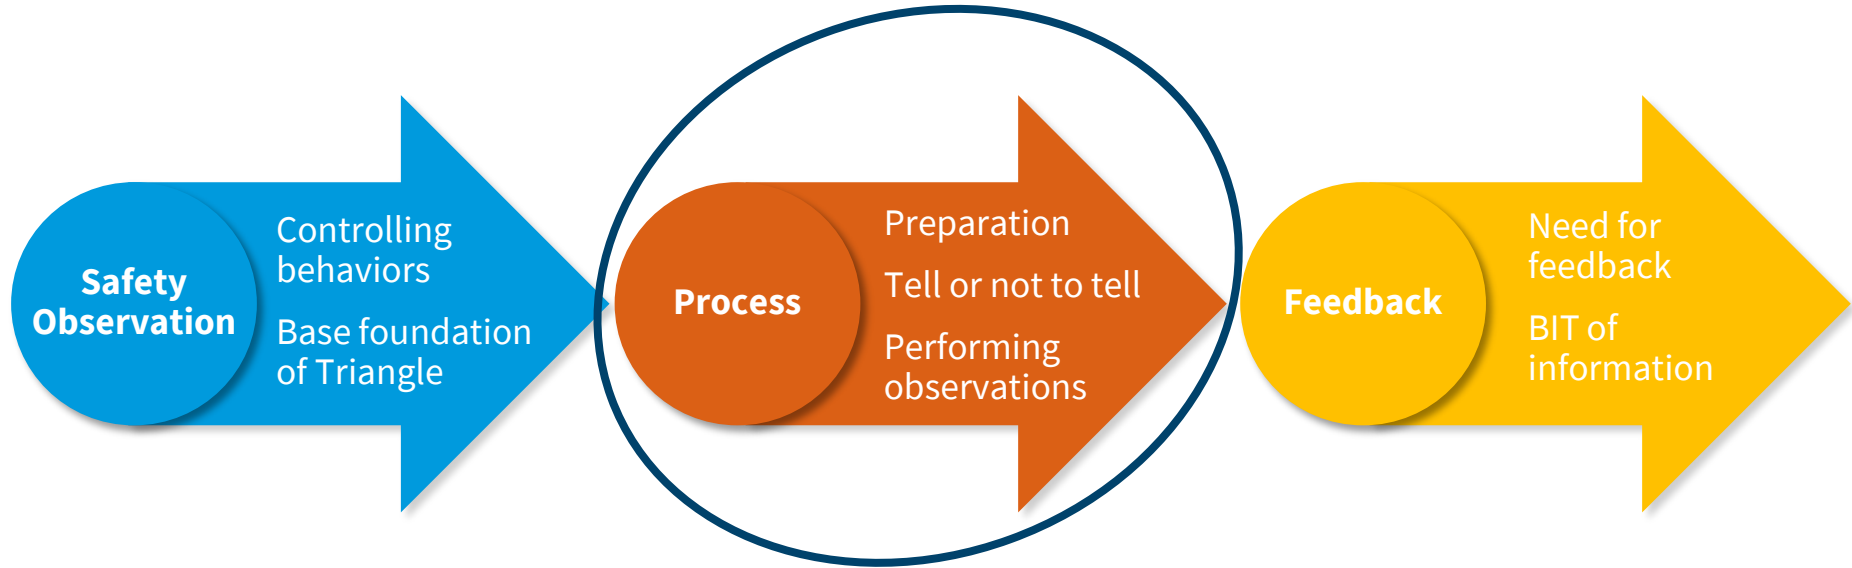 Safety
Observation
Controlling
behaviors
Base foundation
of Triangle
Process
Preparation
Tell or not to tell
Performing
observations
Feedback
Need for
feedback
BIT of
information